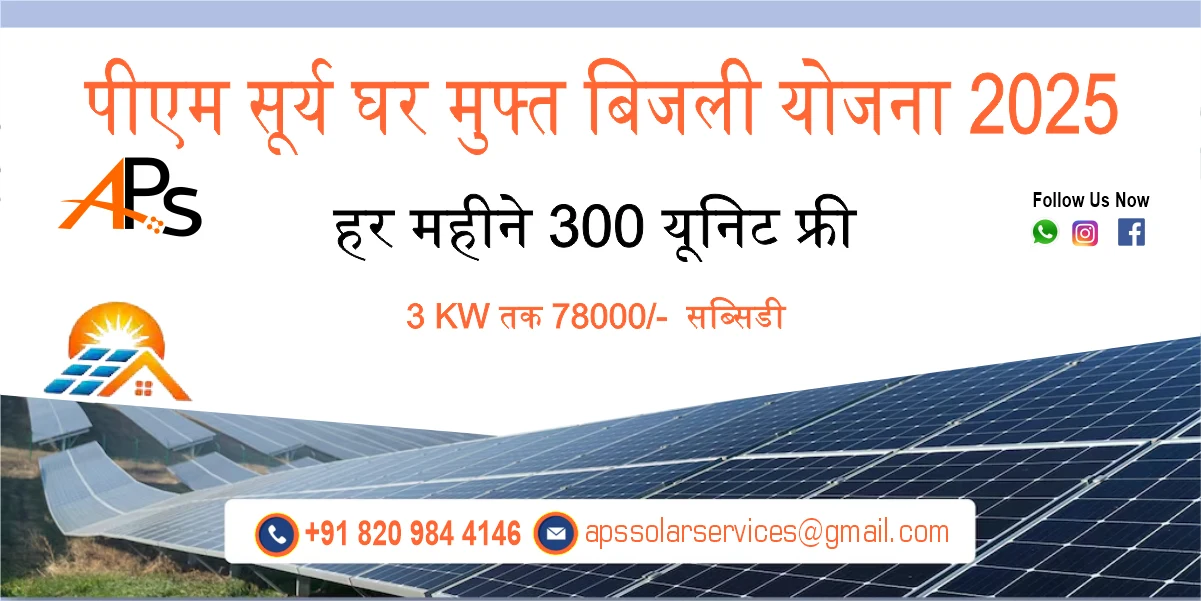 पीएम सूर्य घर मुफ्त बिजली योजना 2025
APs
हर महीने 300 यूनिट फ्री
Follow Us Now
3 KW तक 78000/- सब्सिडी
+91 820 984 4146 apssolarservices@gmail.com